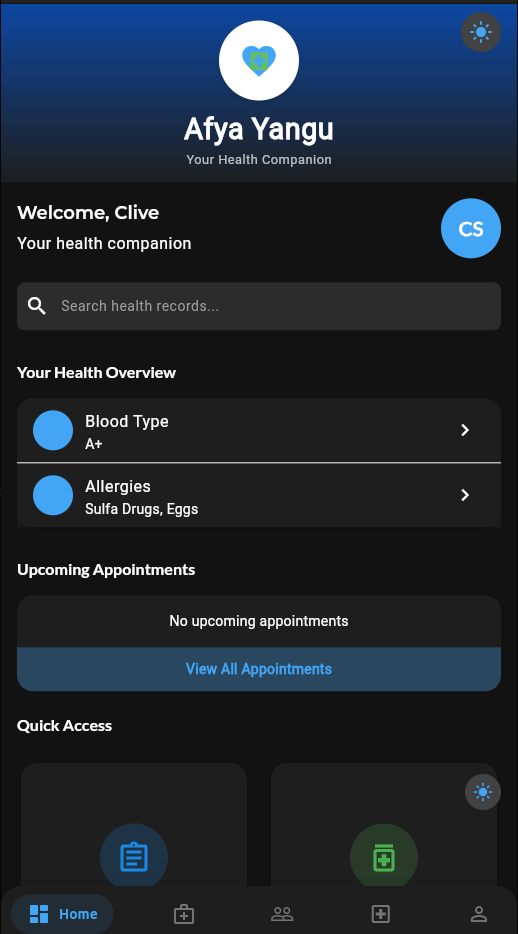 Afya Yangu
Your Health Companion
Welcome, Clive
Your health companion
CS
Search health records...
Your Health Overview
Blood Type
A+
Allergies
Sulfa Drugs, Eggs
Upcoming Appointments
No upcoming appointments
View All Appointments
Quick Access
Home